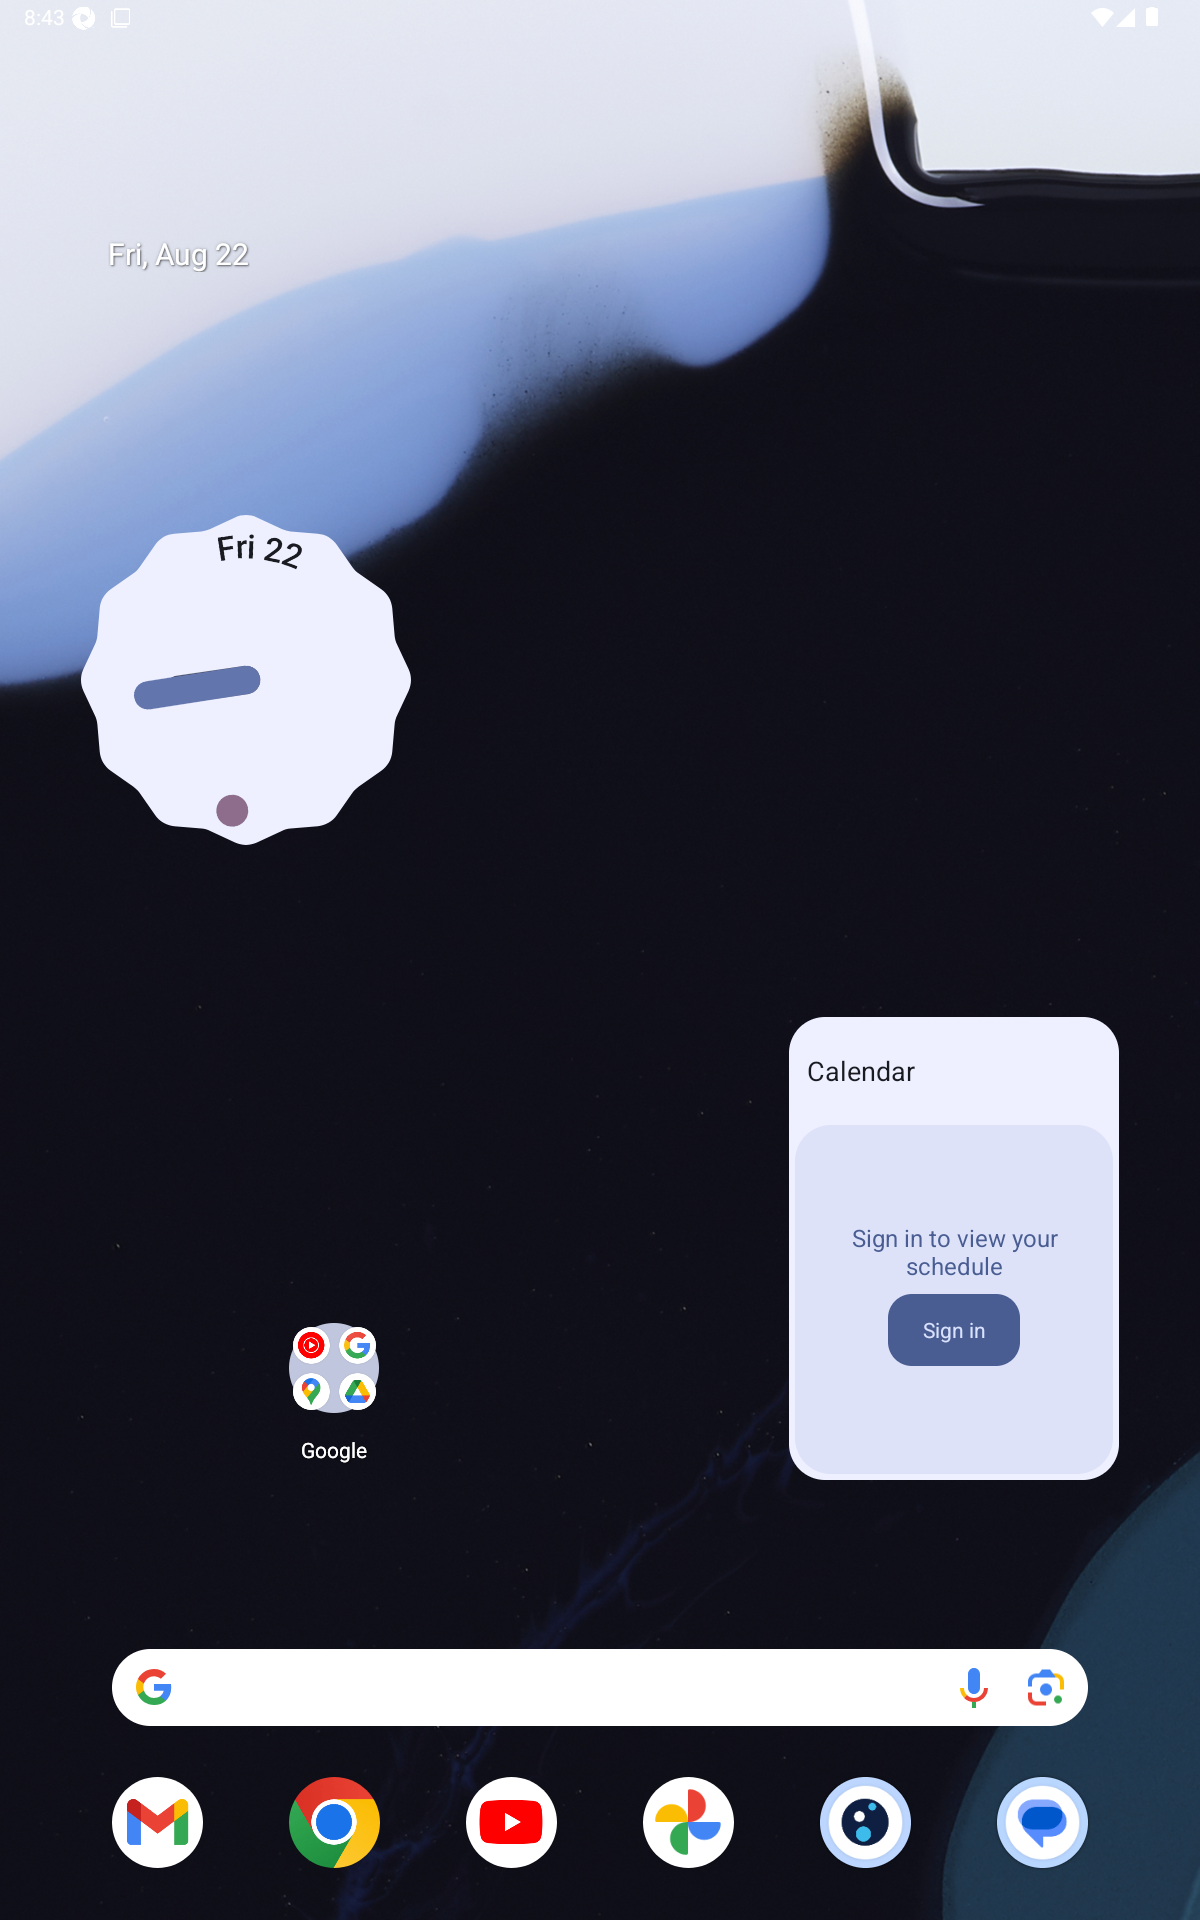 8:43
Fri, Aug 22
Fri 22
Calendar
Sign in to view your
schedule
Sign in
Google